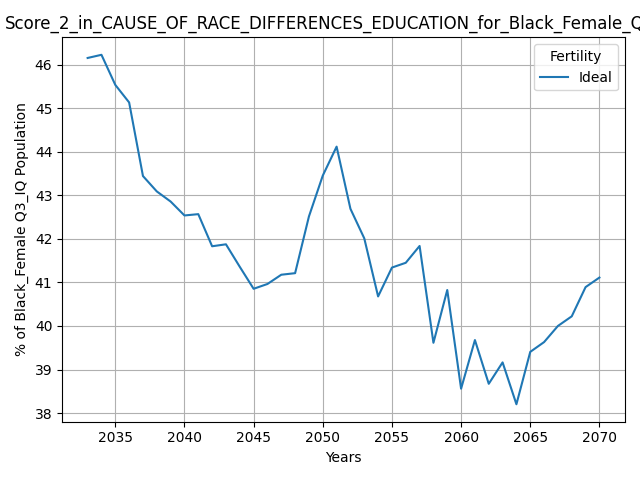 Score_2_in_CAUSE_OF_RACE_DIFFERENCES_EDUCATION_for_Black_Female_Q
Fertility
Ideal
% of Black_Female Q3_IQ Population
46
45
44
43
42
41
40
39
38
2035 2040 2045 2050 2055 2060 2065 2070
Years